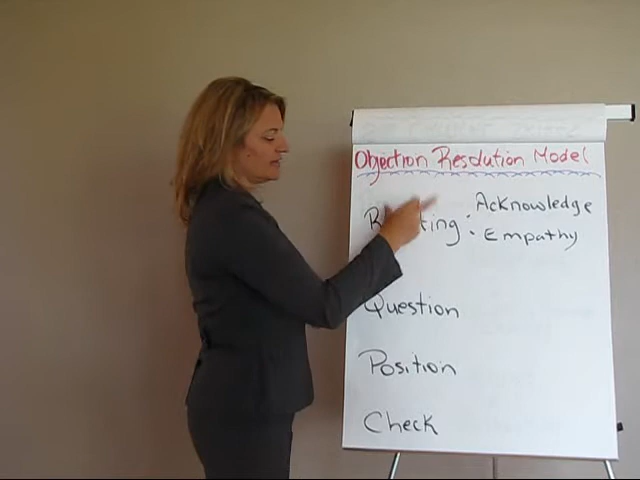 Objection Resolution Model
: Acknowledge
Empathy
Question
Position
Check